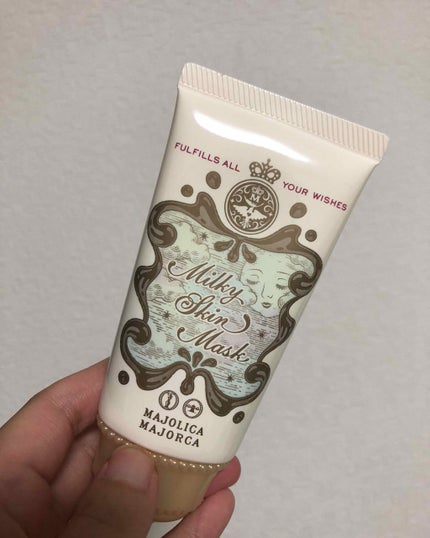 FULFILLS ALL YOUR WISHES
M
Milky
Skin
Mask
MAJOLICA
MAJORCA